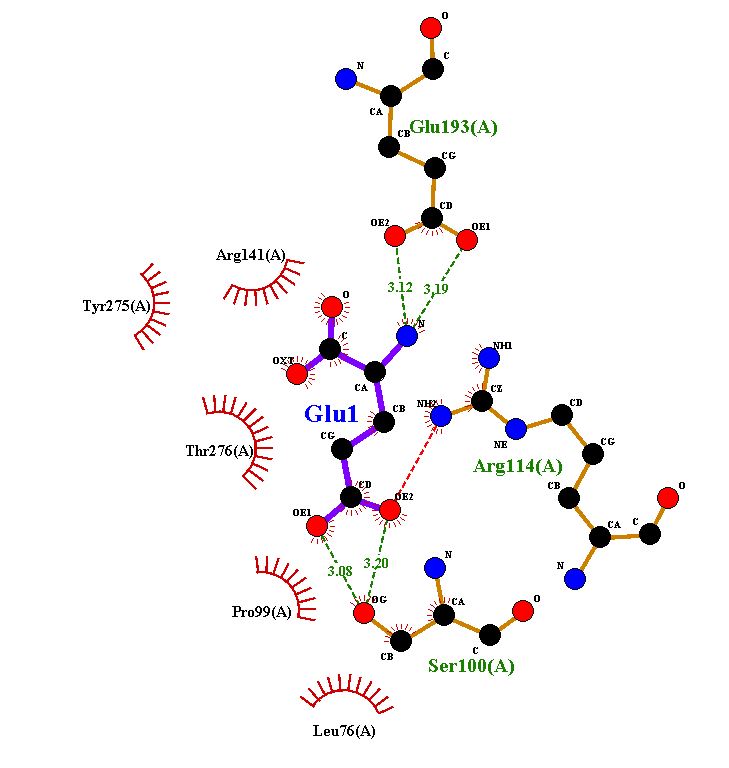 O
N
C
CA
CB
Glu193(A)
CG
CD
OE2
OE1
Arg141(A)
3.12
3.19
Tyr275(A)
O
N
C
NH1
OXT
CA
CZ
CD
Glu1
CB
NH2
NE
CG
CG
Thr276(A)
Arg114(A)
CD
OE2
CB
O
OE1
CA
C
N
N
3.08
3.20
Pro99(A)
OG
CA
O
CB
C
Ser100(A)
Leu76(A)